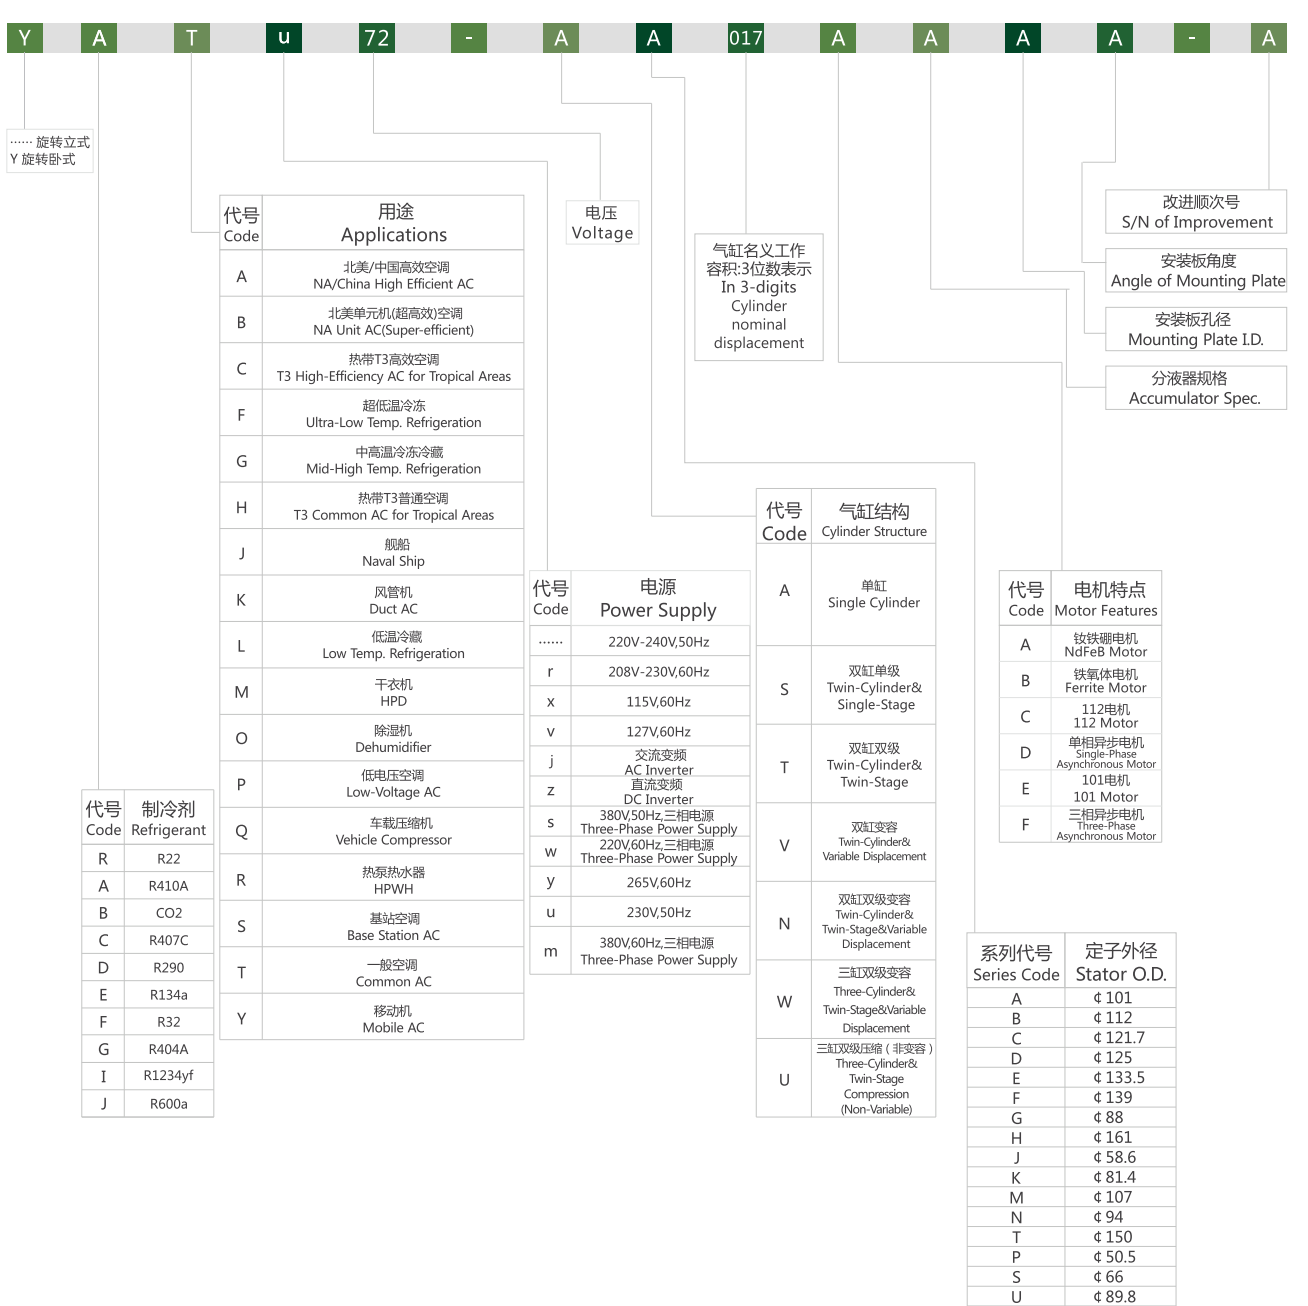 Y A T u 72 - A A 017 A A A A - A
······ 旋转立式
Y 旋转卧式
代号
Code
用途
Applications
A
北美/中国高效空调
NA/China High Efficient AC
B
北美单元机(超高效)空调
NA Unit AC(Super-efficient)
C
热带T3高效空调
T3 High-Efficiency AC for Tropical Areas
F
超低温冷冻
Ultra-Low Temp. Refrigeration
G
中高温冷冻冷藏
Mid-High Temp. Refrigeration
H
热带T3普通空调
T3 Common AC for Tropical Areas
J
舰船
Naval Ship
K
风管机
Duct AC
L
低温冷藏
Low Temp. Refrigeration
M
干衣机
HPD
O
除湿机
Dehumidifier
P
低电压空调
Low-Voltage AC
Q
车载压缩机
Vehicle Compressor
R
热泵热水器
HPWH
S
基站空调
Base Station AC
T
一般空调
Common AC
Y
移动机
Mobile AC
电压
Voltage
气缸名义工作
容积:3位数表示
In 3-digits
Cylinder
nominal
displacement
改进顺次号
S/N of Improvement
安装板角度
Angle of Mounting Plate
安装板孔径
Mounting Plate I.D.
分液器规格
Accumulator Spec.
代号
Code
制冷剂
Refrigerant
R R22
A R410A
B CO2
C R407C
D R290
E R134a
F R32
G R404A
I R1234yf
J R600a
代号
Code
电源
Power Supply
······ 220V-240V,50Hz
r 208V-230V,60Hz
x 115V,60Hz
v 127V,60Hz
j
交流变频
AC Inverter
z
直流变频
DC Inverter
s
380V,50Hz,三相电源
Three-Phase Power Supply
w
220V,60Hz,三相电源
Three-Phase Power Supply
y 265V,60Hz
u 230V,50Hz
m
380V,60Hz,三相电源
Three-Phase Power Supply
代号
Code
气缸结构
Cylinder Structure
A
单缸
Single Cylinder
S
双缸单级
Twin-Cylinder&
Single-Stage
T
双缸双级
Twin-Cylinder&
Twin-Stage
V
双缸变容
Twin-Cylinder&
Variable Displacement
N
双缸双级变容
Twin-Cylinder&
Twin-Stage&Variable
Displacement
W
三缸双级变容
Three-Cylinder&
Twin-Stage&Variable
Displacement
U
三缸双级压缩（非变容）
Three-Cylinder&
Twin-Stage
Compression
(Non-Variable)
代号
Code
电机特点
Motor Features
A
钕铁硼电机
NdFeB Motor
B
铁氧体电机
Ferrite Motor
C
112电机
112 Motor
D
单相异步电机
Single-Phase
Asynchronous Motor
E
101电机
101 Motor
F
三相异步电机
Three-Phase
Asynchronous Motor
系列代号
Series Code
定子外径
Stator O.D.
A ¢101
B ¢112
C ¢121.7
D ¢125
E ¢133.5
F ¢139
G ¢88
H ¢161
J ¢58.6
K ¢81.4
M ¢107
N ¢94
T ¢150
P ¢50.5
S ¢66
U ¢89.8